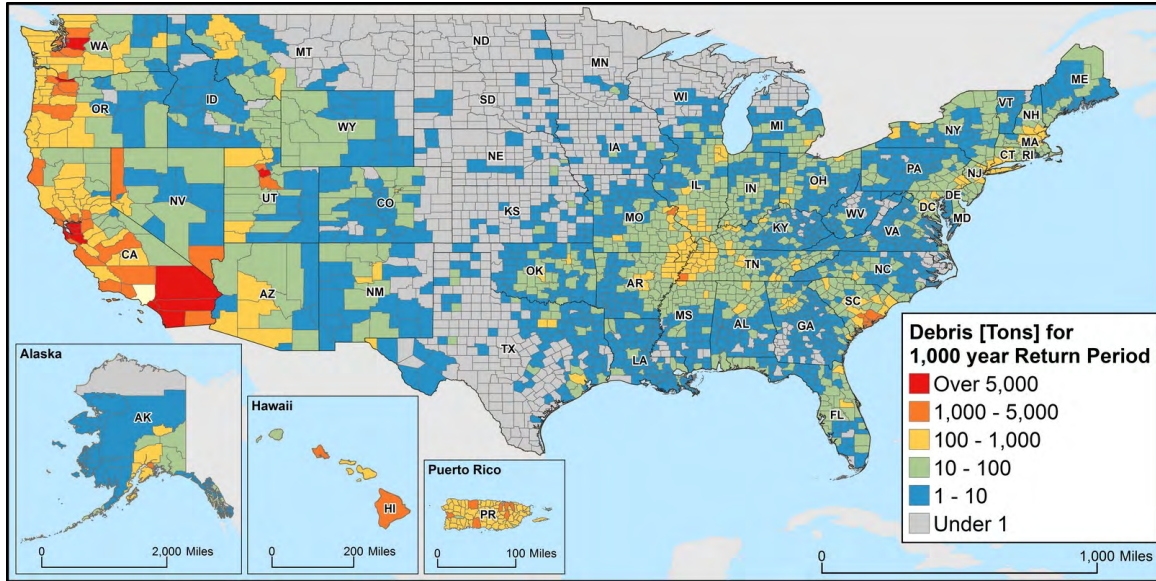 WA
MT
ND
MN
ME
OR
ID
SD
WI
MI
VT
NH
NY
MA
CT RI
WY
NE
IA
PA
NJ
NV
UT
CO
IL
IN
OH
DE
DC
MD
WV
CA
KS
MO
KY
VA
AZ
NM
OK
AR
TN
NC
SC
MS
AL
GA
TX
LA
FL
Alaska
AK
0
2,000 Miles
Hawaii
HI
0
200 Miles
Puerto Rico
PR
0
100 Miles
Debris [Tons] for
1,000 year Return Period
Over 5,000
1,000 - 5,000
100 - 1,000
10 - 100
1 - 10
Under 1
0
1,000 Miles